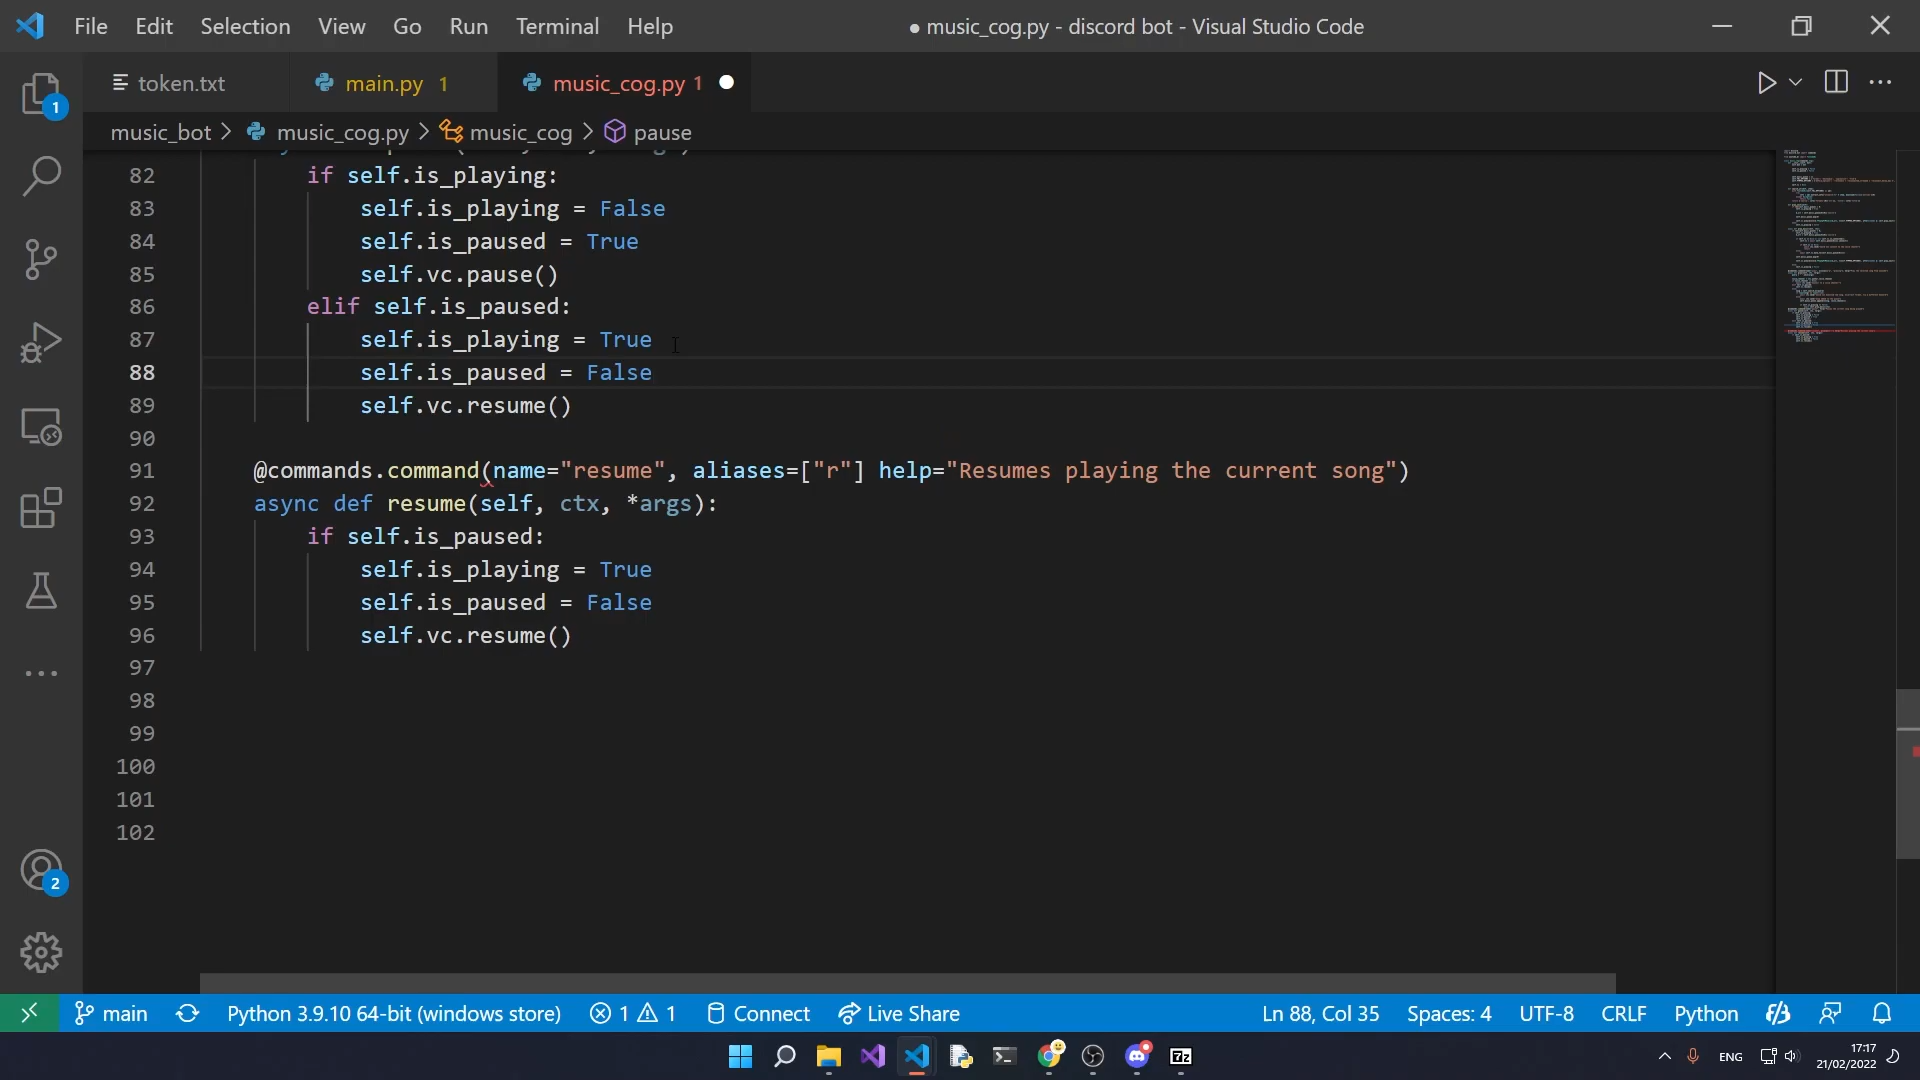 File Edit Selection View Go Run Terminal Help ● music_cog.py - discord bot - Visual Studio Code
token.txt main.py 1 music_cog.py 1
music_bot > music_cog.py > music_cog > pause
82 if self.is_playing:
83 self.is_playing = False
84 self.is_paused = True
85 self.vc.pause()
86 elif self.is_paused:
87 self.is_playing = True
88 self.is_paused = False
89 self.vc.resume()
90
91 @commands.command(name="resume", aliases=["r"] help="Resumes playing the current song")
92 async def resume(self, ctx, *args):
93 if self.is_paused:
94 self.is_playing = True
95 self.is_paused = False
96 self.vc.resume()
97
98
99
100
101
102
1
2
main Python 3.9.10 64-bit (windows store) 1 1 Connect Live Share Ln 88, Col 35 Spaces: 4 UTF-8 CRLF Python
7z ENG 17:17
21/02/2022